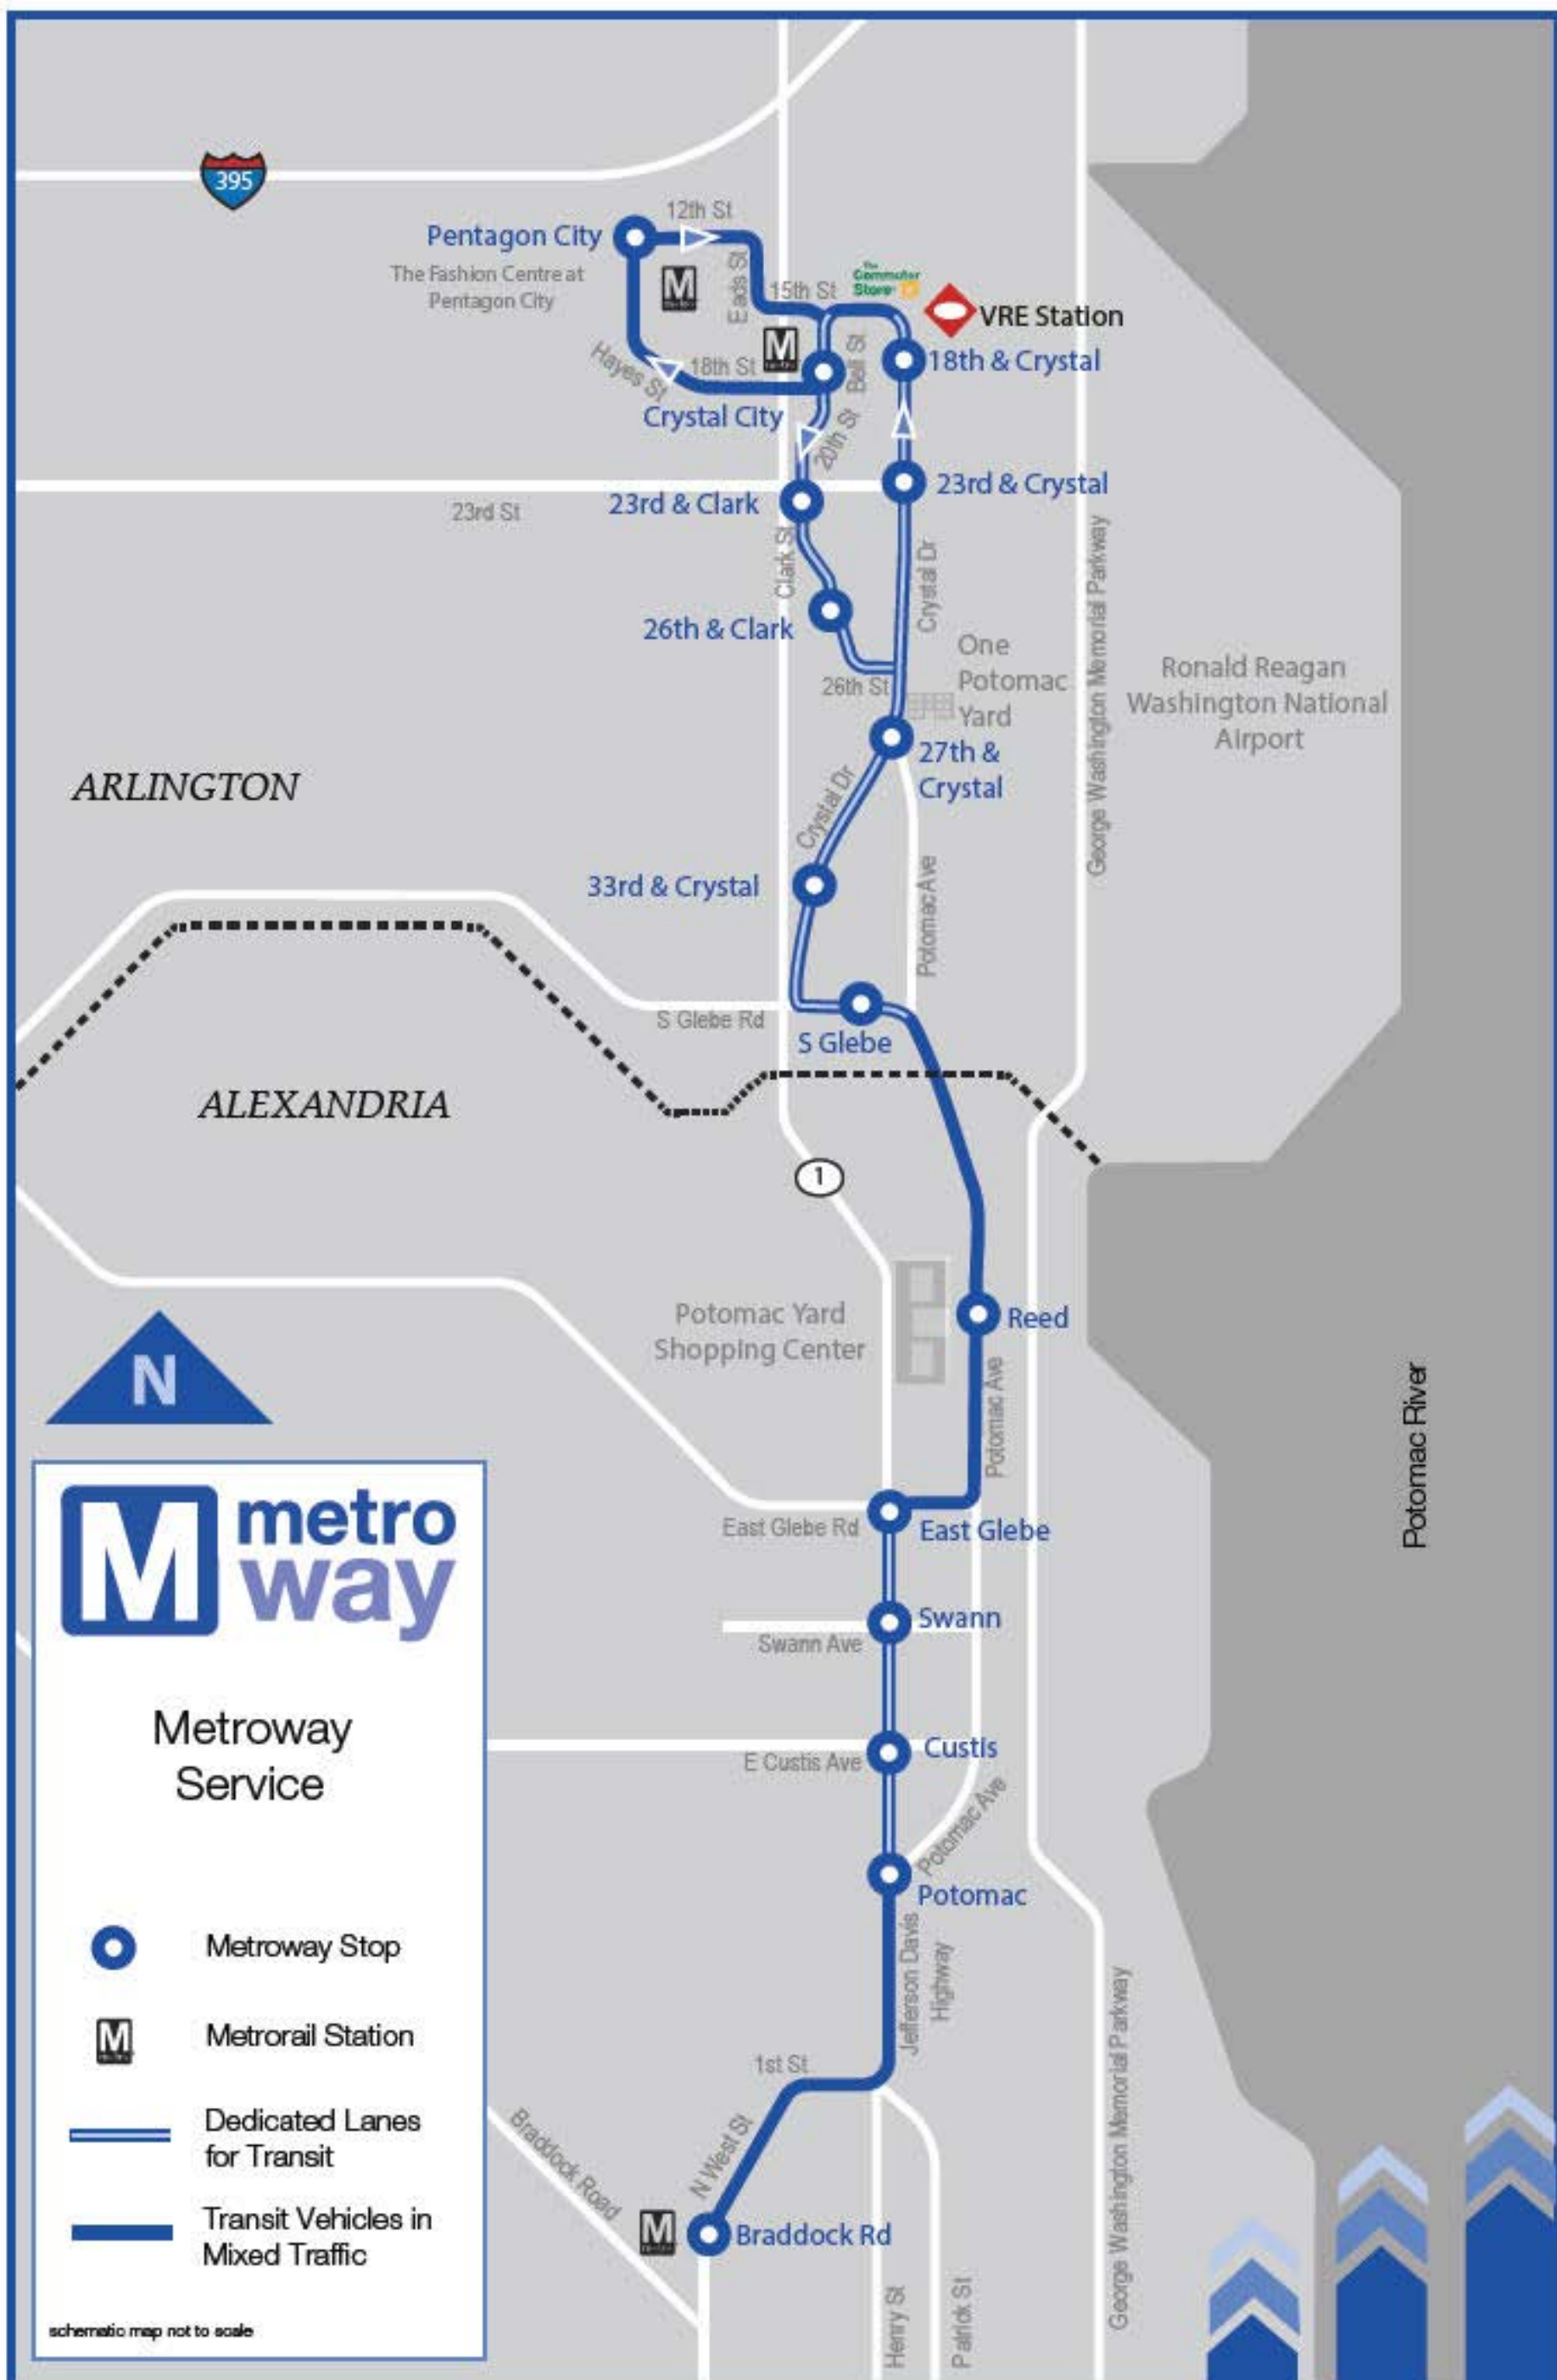 395
12th St
Pentagon City
The Fashion Centre at
Pentagon City
M
Eads St
15th St
The
Commuter
Store
VRE Station
M
Bell St
18th & Crystal
Hayes St
18th St
Crystal City
20th St
23rd & Clark
23rd & Crystal
23rd St
Clark St
Crystal Dr
George Washington Memorial Parkway
26th & Clark
One
Potomac
Yard
Ronald Reagan
Washington National
Airport
26th St
27th &
Crystal
ARLINGTON
Crystal Dr
33rd & Crystal
Potomac Ave
S Glebe Rd
S Glebe
ALEXANDRIA
1
Potomac Yard
Shopping Center
Reed
N
Potomac Ave
Potomac River
East Glebe Rd
East Glebe
Swann
Swann Ave
Custis
E Custis Ave
Potomac Ave
Potomac
Jefferson Davis
Highway
1st St
N West St
Braddock Road
M
Braddock Rd
Henry St
Patrick St
George Washington Memorial Parkway
M
metro
way
Metroway
Service
Metroway Stop
M
Metrorail Station
Dedicated Lanes
for Transit
Transit Vehicles in
Mixed Traffic
schematic map not to scale